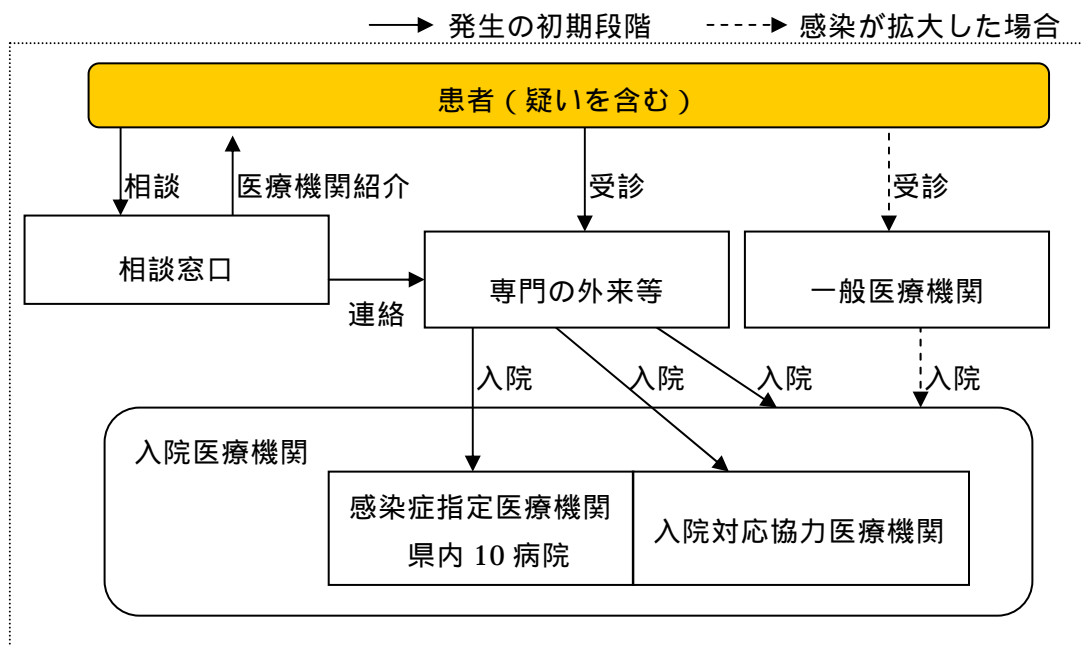 発生の初期段階 感染が拡大した場合
患者(疑いを含む)
相談 医療機関紹介 受診 受診
相談窓口
専門の外来等
一般医療機関
連絡
入院 入院 入院 入院
入院医療機関
感染症指定医療機関
県内 10 病院
入院対応協力医療機関